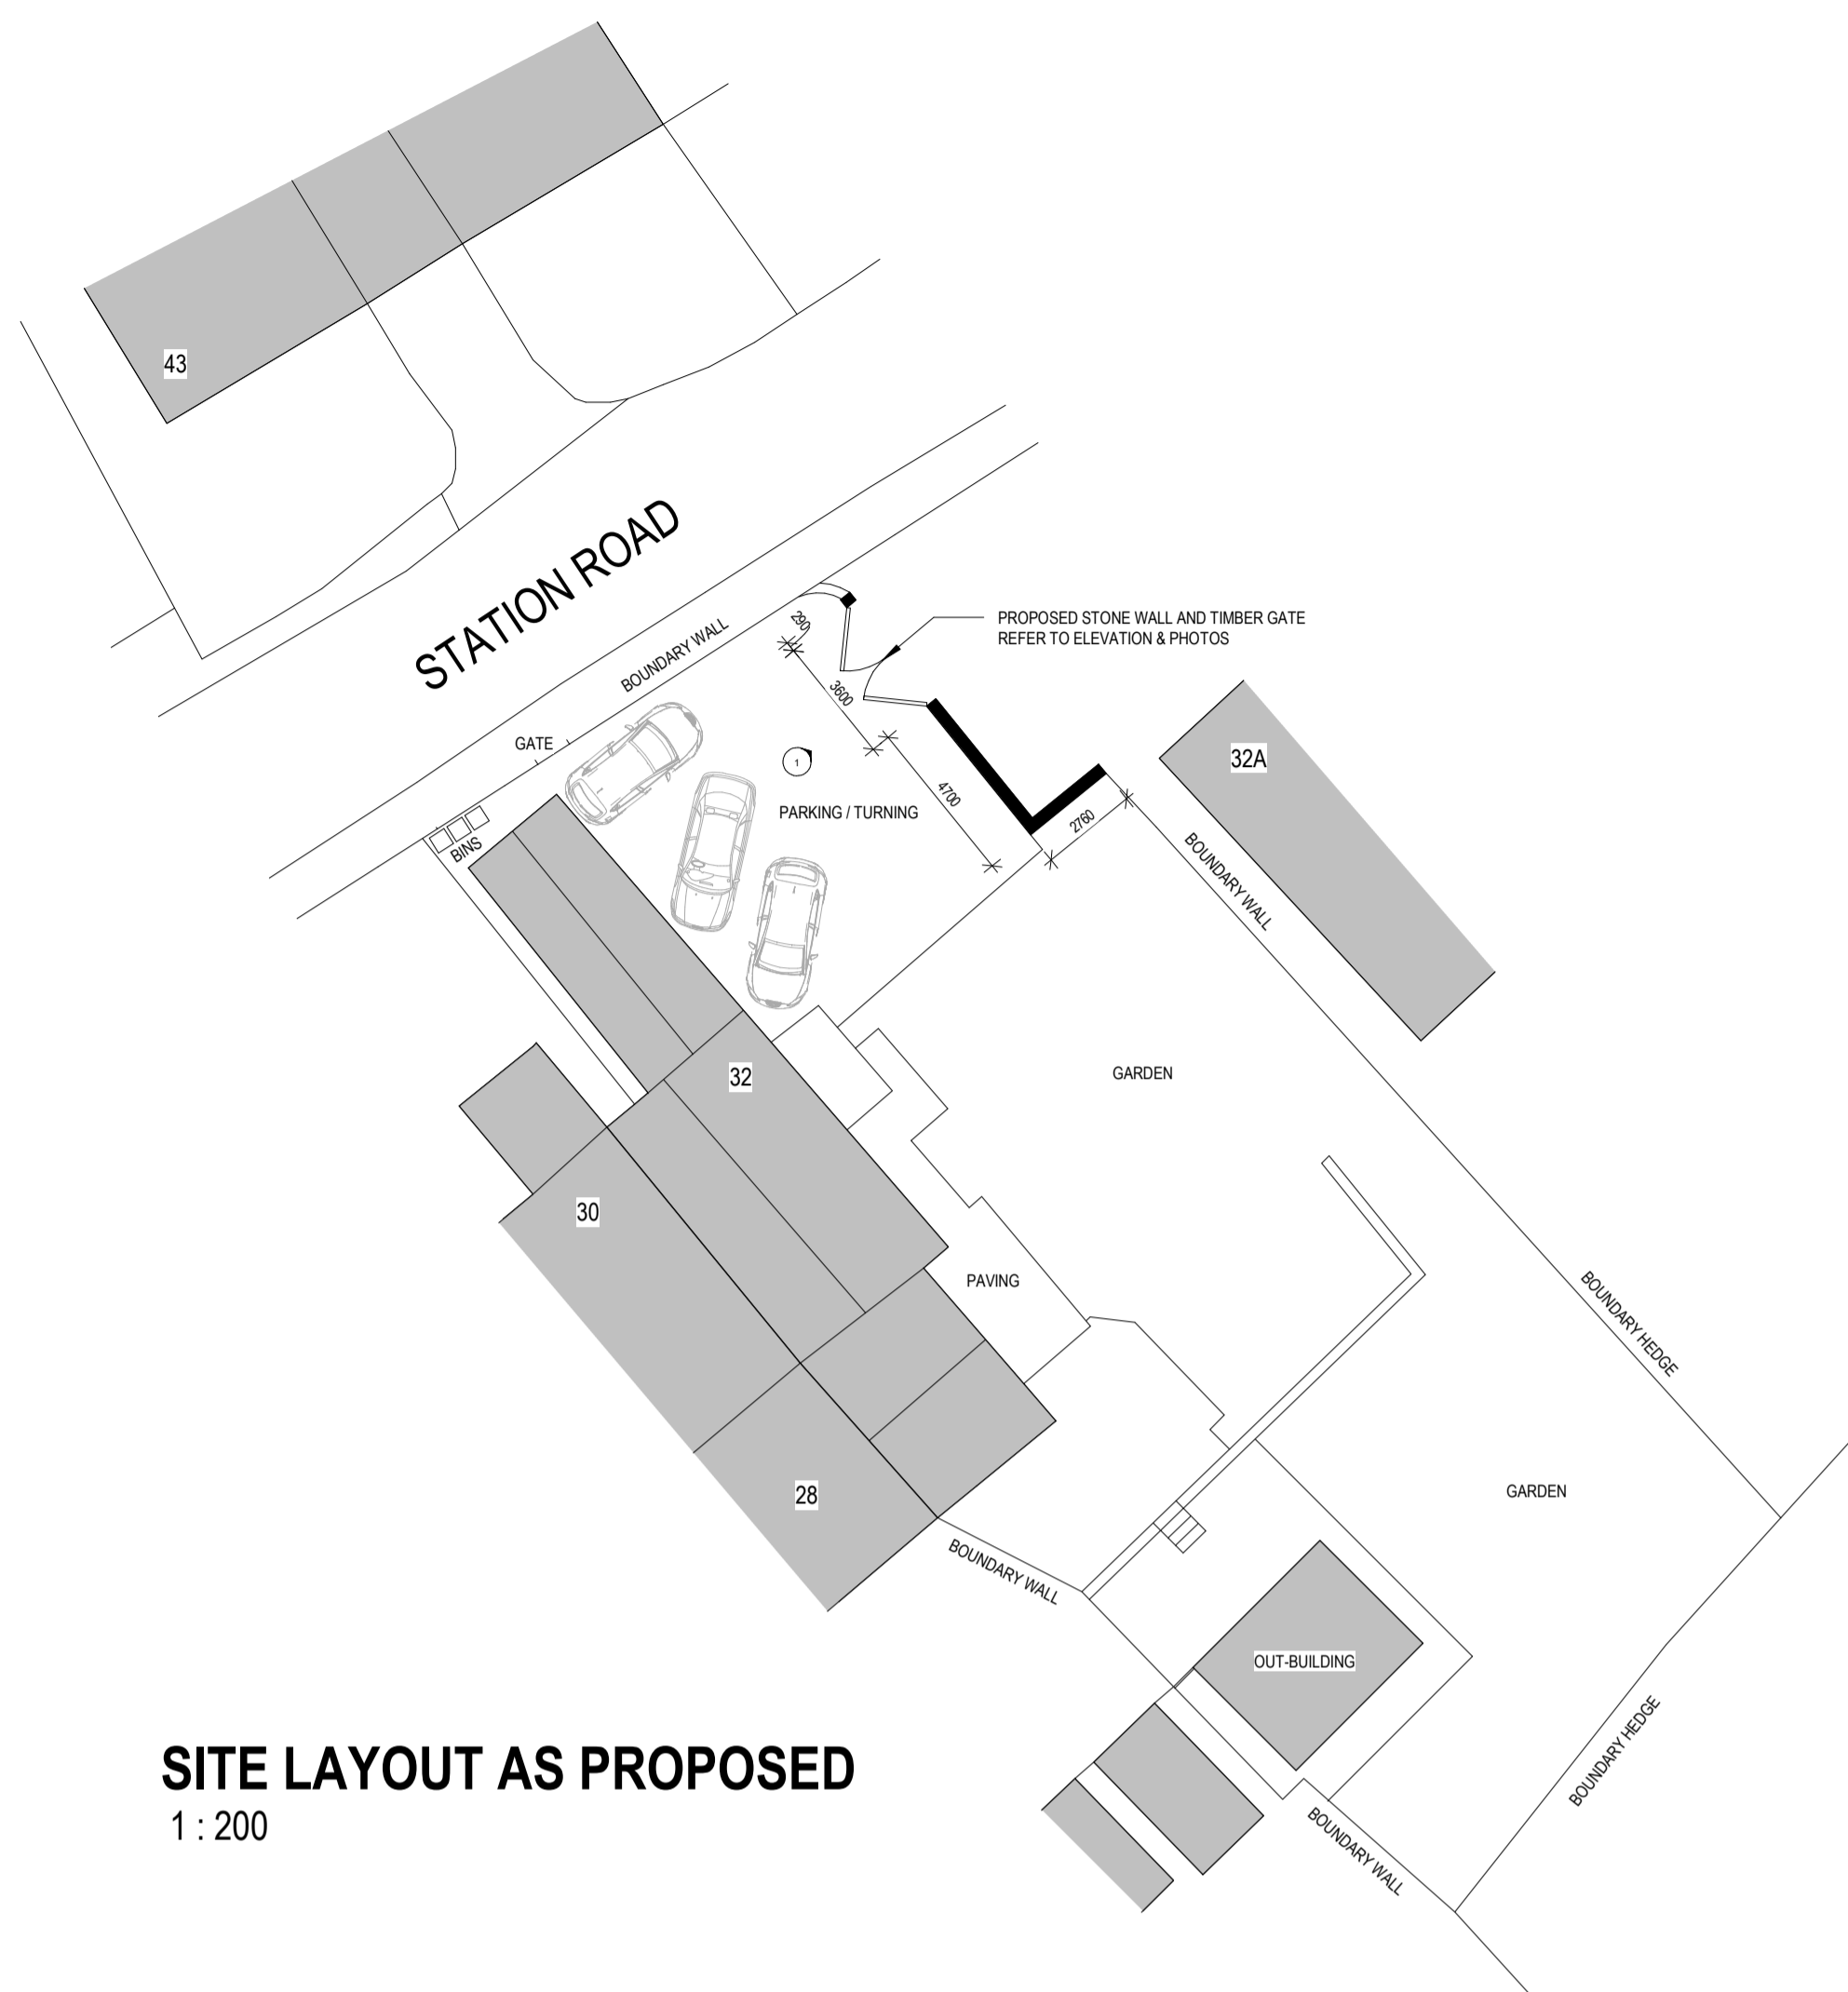 43
STATION ROAD
290
PROPOSED STONE WALL AND TIMBER GATE
REFER TO ELEVATION & PHOTOS
BOUNDARY WALL
3600
GATE
32A
1
4700
PARKING / TURNING
2760
BINS
BOUNDARY WALL
32
GARDEN
30
PAVING
BOUNDARY HEDGE
28
GARDEN
BOUNDARY WALL
OUT-BUILDING
BOUNDARY HEDGE
SITE LAYOUT AS PROPOSED
1 : 200
BOUNDARY WALL